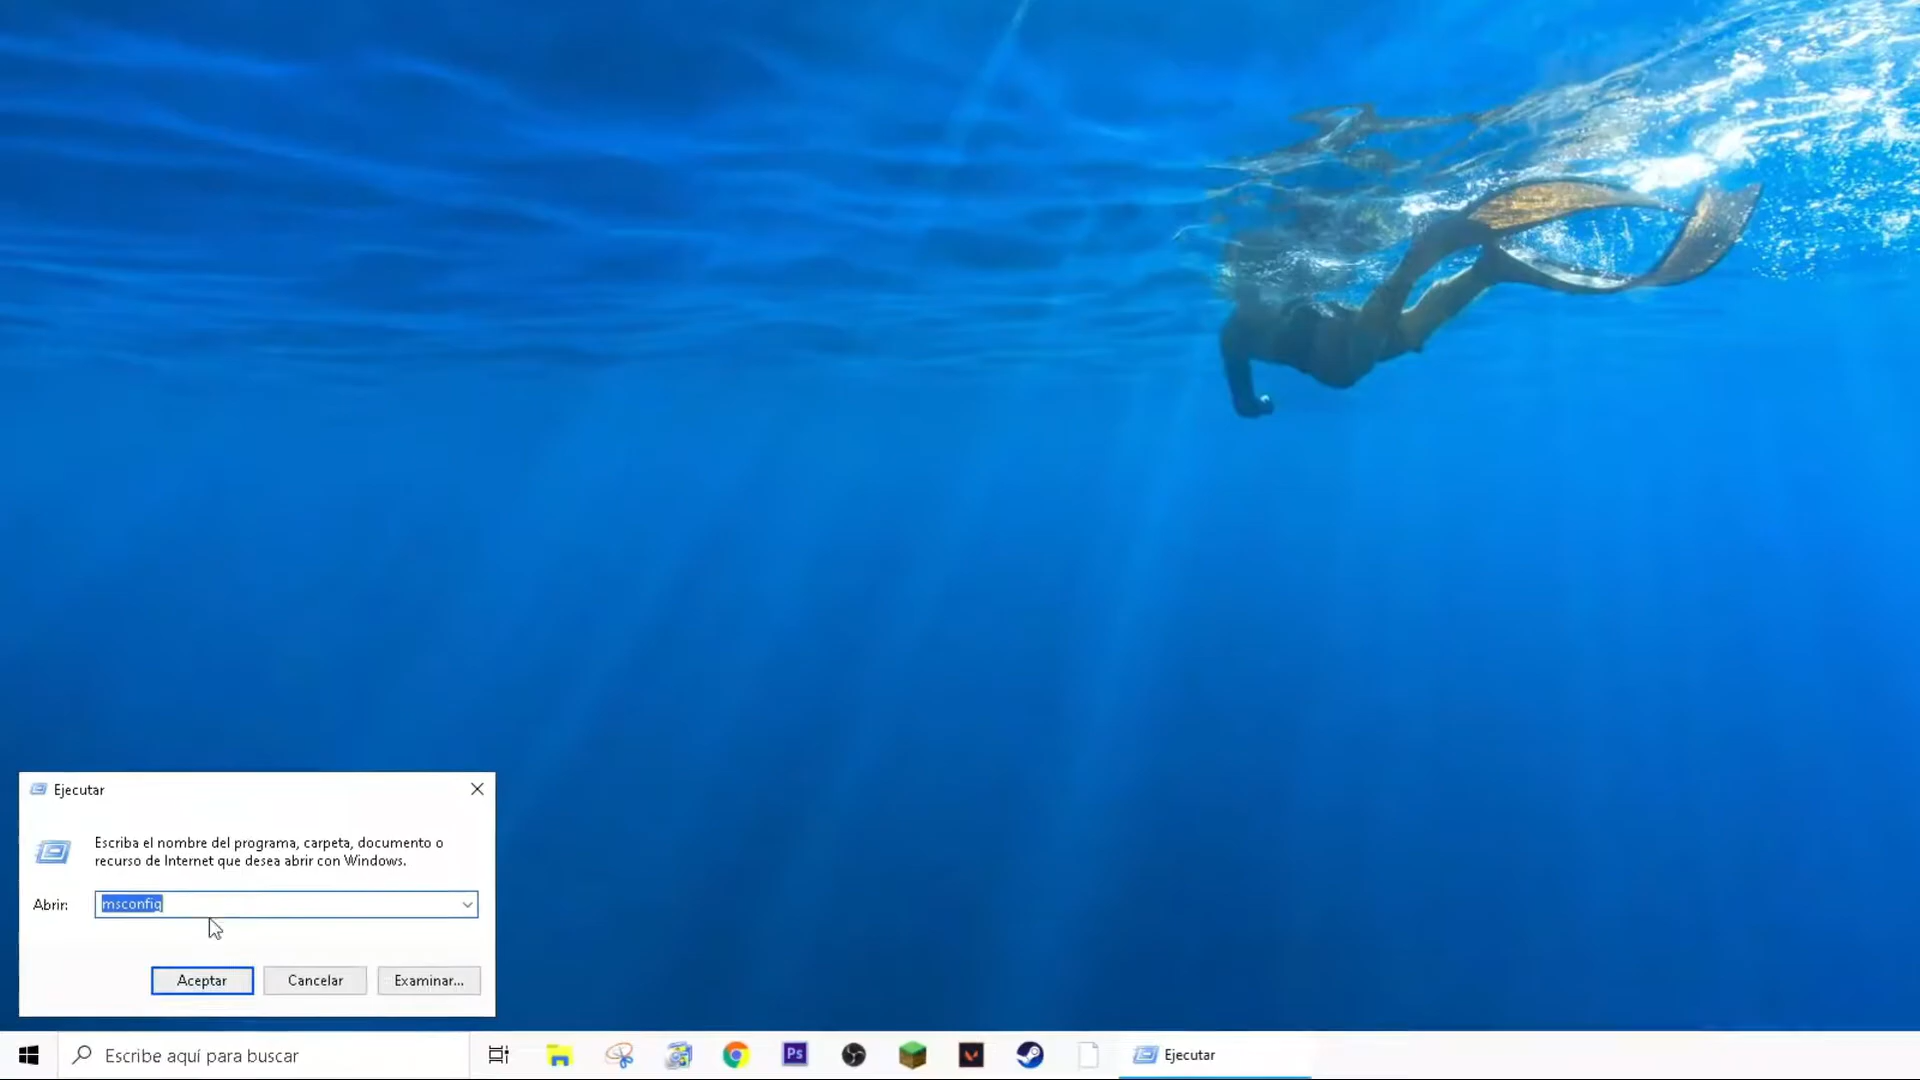 Ejecutar
Escriba el nombre del programa, carpeta, documento o
recurso de Internet que desea abrir con Windows.
Abrir: msconfig
Aceptar Cancelar Examinar...
Escribe aquí para buscar Ps Ejecutar